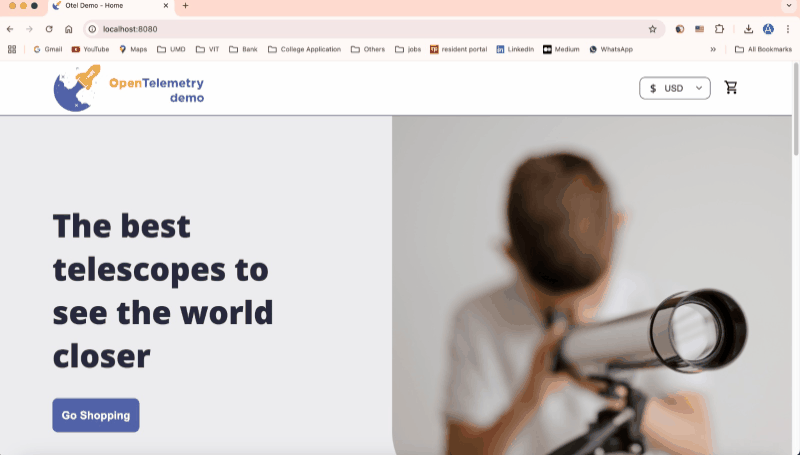 Otel Demo - Home
localhost:8080
Gmail
YouTube
Maps
UMD
VIT
Bank
College Application
Others
jobs
resident portal
LinkedIn
Medium
WhatsApp
All Bookmarks
OpenTelemetry
demo
$ USD
The best
telescopes to
see the world
closer
Go Shopping